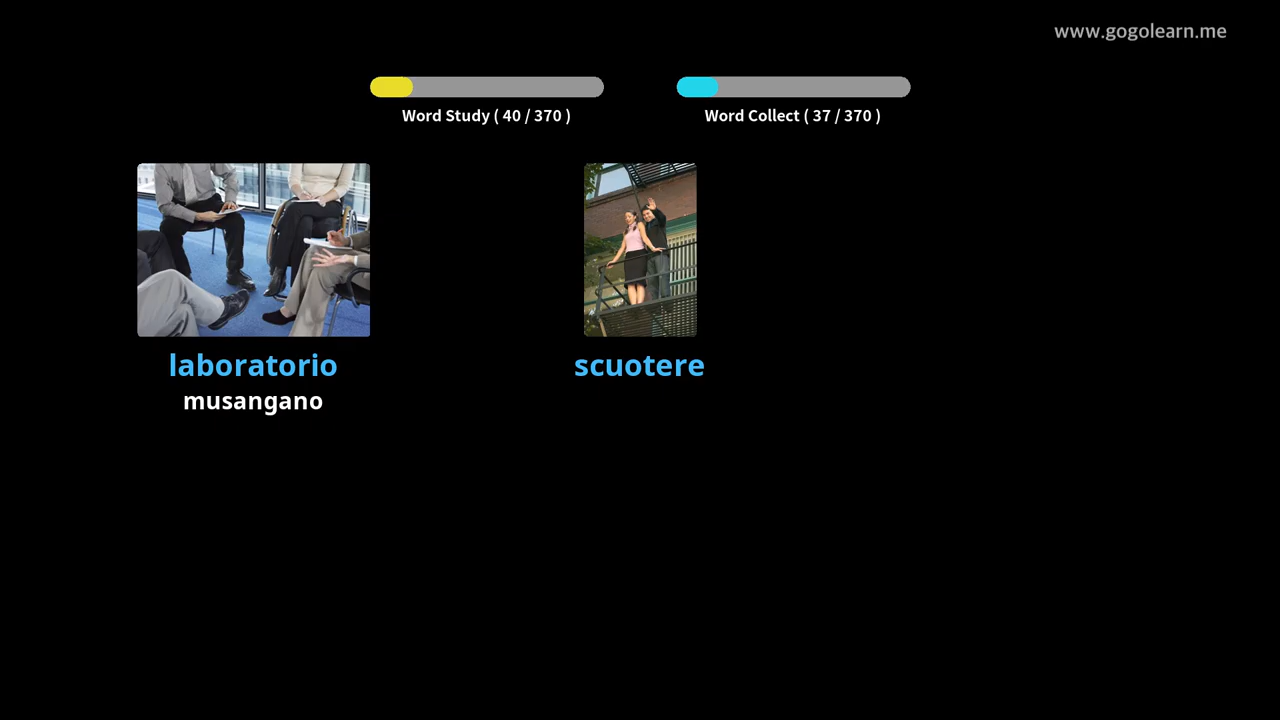 www.gogolearn.me
Word Study ( 40 / 370 )
Word Collect ( 37 / 370 )
laboratorio
musangano
scuotere